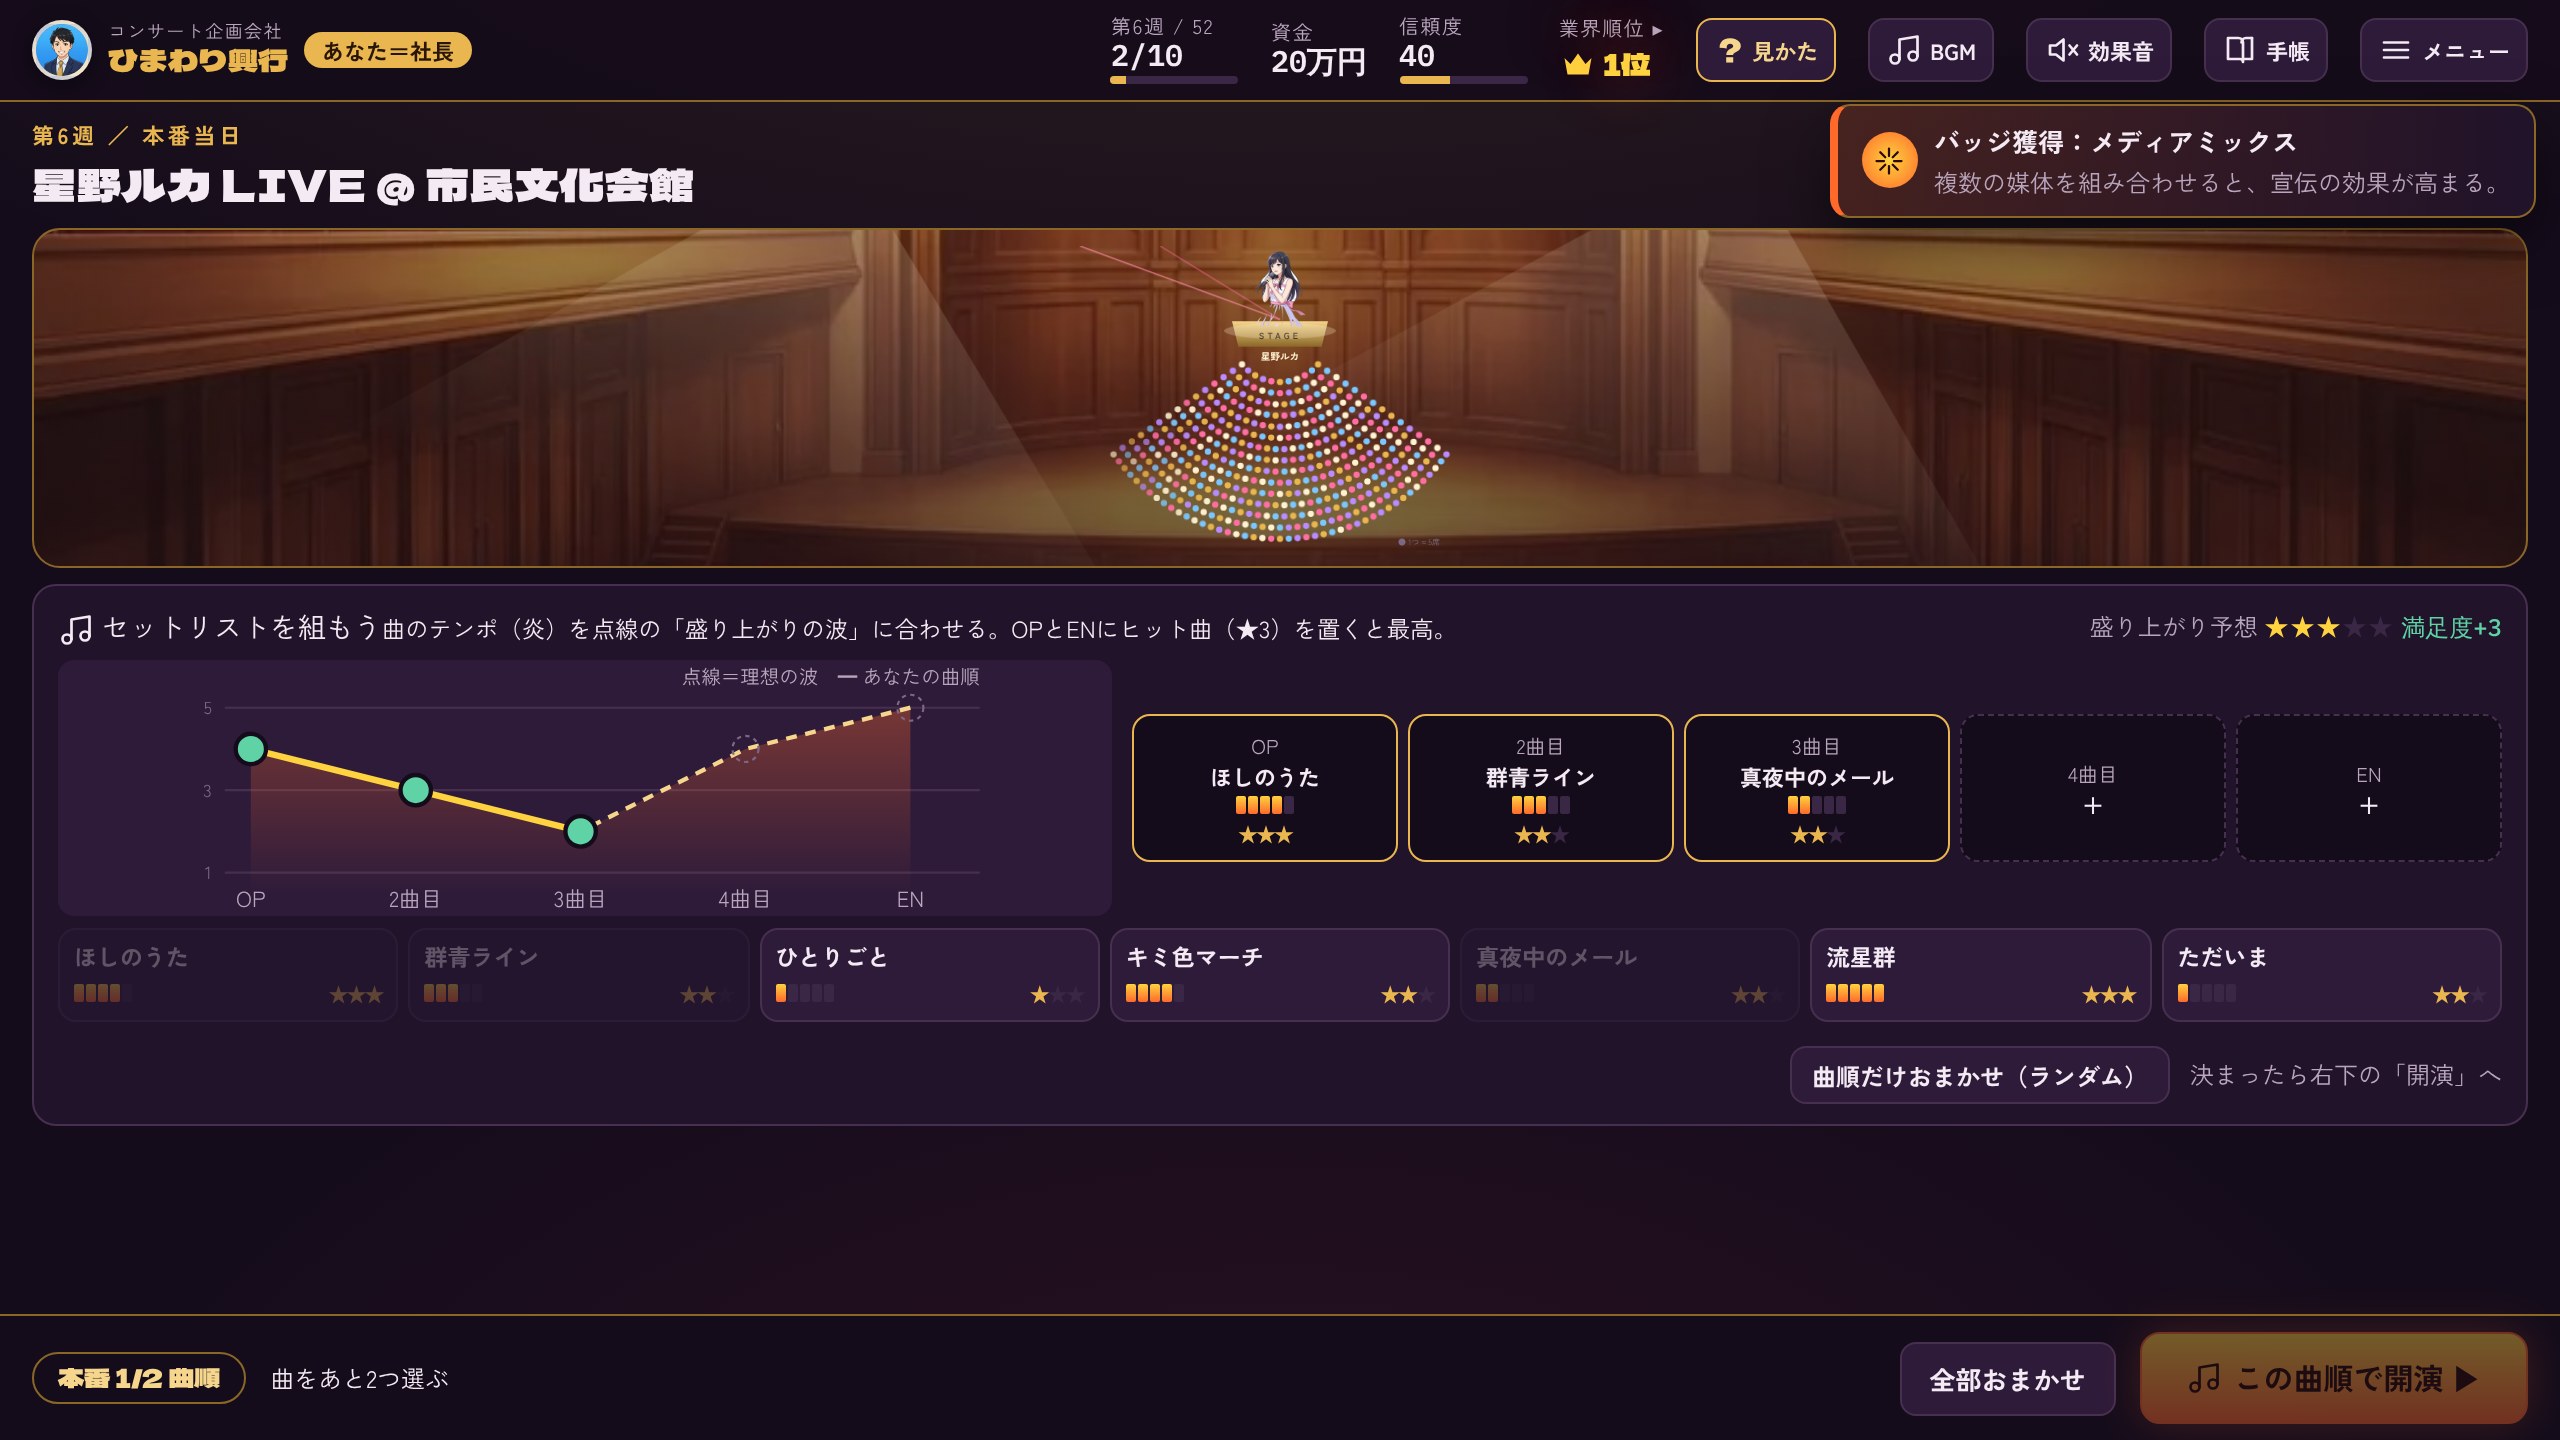 コンサート企画会社
ひまわり興行
あなた＝社長
第6週 / 52
2/10
資金
20万円
信頼度
40
業界順位 ▸
1位
? 見かた
BGM
効果音
手帳
メニュー
第6週 ／ 本番当日
星野ルカ LIVE @ 市民文化会館
バッジ獲得：メディアミックス
複数の媒体を組み合わせると、宣伝の効果が高まる。
STAGE
星野ルカ
セットリストを組もう 曲のテンポ（炎）を点線の「盛り上がりの波」に合わせる。OPとENにヒット曲（★3）を置くと最高。
盛り上がり予想 ★★★★★ 満足度+3
点線＝理想の波 ━ あなたの曲順
5
3
1
OP 2曲目 3曲目 4曲目 EN
OP
ほしのうた
★★★
2曲目
群青ライン
★★★
3曲目
真夜中のメール
★★★
4曲目
＋
EN
＋
ほしのうた
★★★
群青ライン
★★★
ひとりごと
★★★
キミ色マーチ
★★★
真夜中のメール
★★★
流星群
★★★
ただいま
★★★
曲順だけおまかせ（ランダム）
決まったら右下の「開演」へ
本番 1/2 曲順
曲をあと2つ選ぶ
全部おまかせ
この曲順で開演 ▶